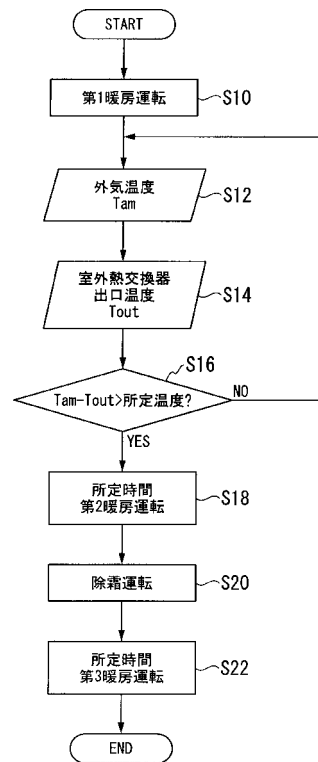 START
第1暖房運転
S10
外気温度
Tam
S12
室外熱交換器
出口温度
Tout
S14
S16
Tam-Tout>所定温度?
NO
YES
所定時間
第2暖房運転
S18
除霜運転
S20
所定時間
第3暖房運転
S22
END